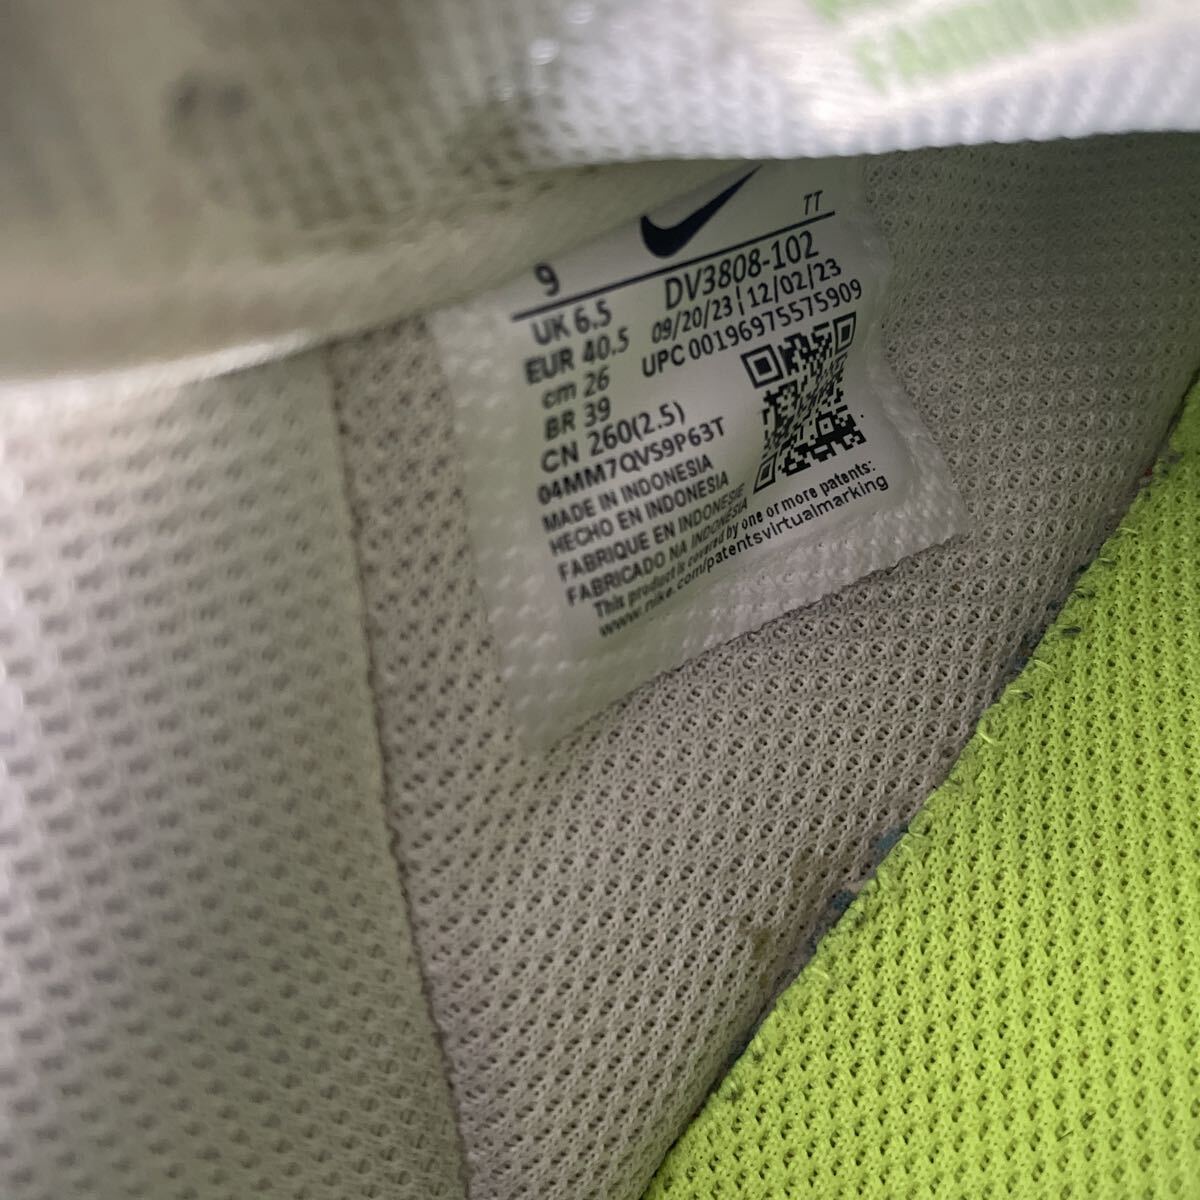 TT
9
UK 6.5
DV3808-102
EUR 40.5
09/20/23 | 12/02/23
cm 26
UPC 00196975575909
BR 39
CN 260(2.5)
04MM7QVS9P63T
MADE IN INDONESIA
HECHO EN INDONESIA
FABRIQUE EN INDONESIE
FABRICADO NA INDONÉSIA
This product is covered by one or more patents:
www.nike.com/patentsvirtualmarking